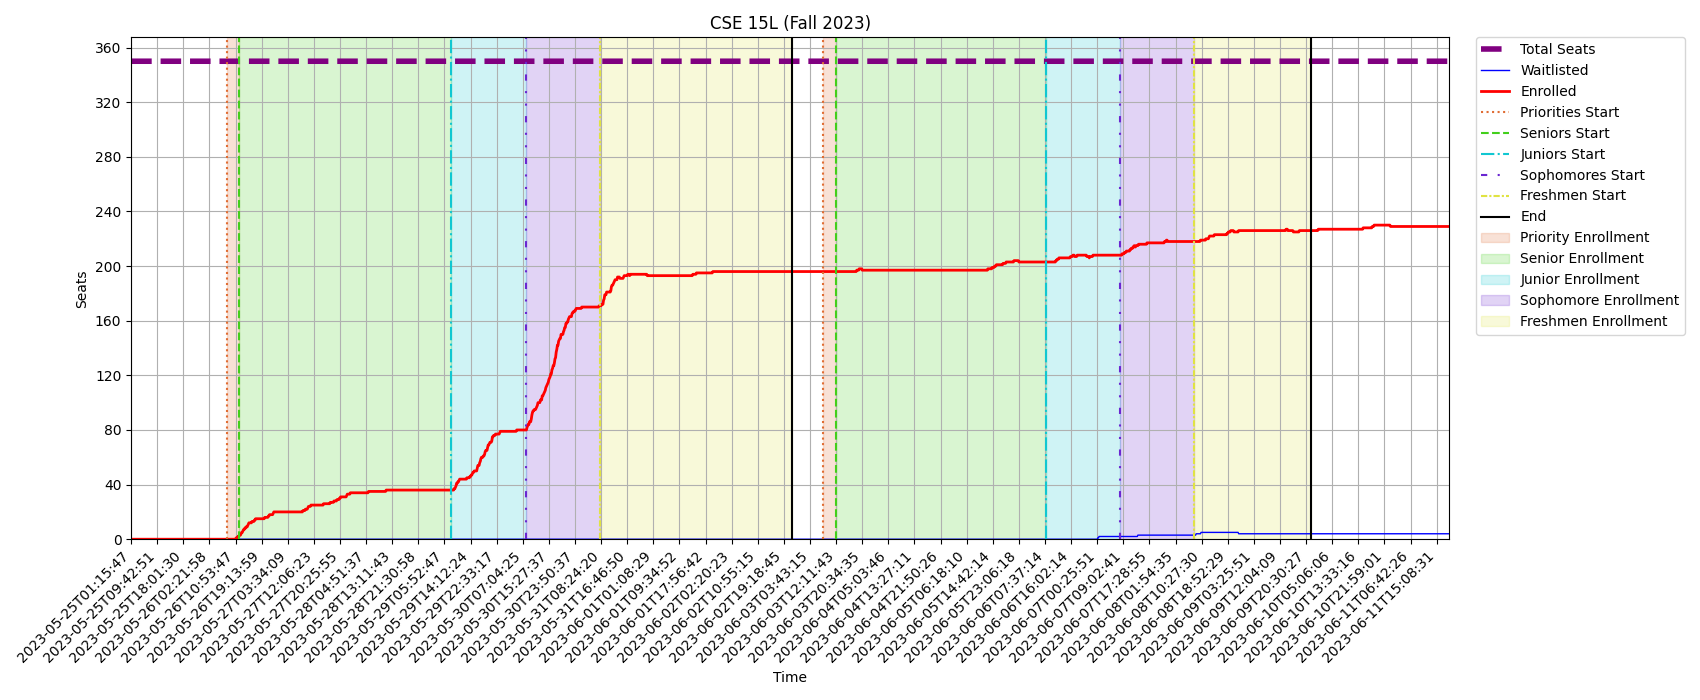 CSE 15L (Fall 2023)
360
320
280
240
200
160
120
80
40
0
Seats
2023-05-25T01:15:47
2023-05-25T09:42:51
2023-05-25T18:01:30
2023-05-26T02:21:58
2023-05-26T10:53:47
2023-05-26T19:13:59
2023-05-27T03:34:09
2023-05-27T12:06:23
2023-05-27T20:25:55
2023-05-28T04:51:37
2023-05-28T13:11:43
2023-05-28T21:30:58
2023-05-29T05:52:47
2023-05-29T14:12:24
2023-05-29T22:33:17
2023-05-30T07:04:25
2023-05-30T15:27:37
2023-05-30T23:50:37
2023-05-31T08:24:20
2023-05-31T16:46:50
2023-06-01T01:08:29
2023-06-01T09:34:52
2023-06-01T17:56:42
2023-06-02T02:20:23
2023-06-02T10:55:15
2023-06-02T19:18:45
2023-06-03T03:43:15
2023-06-03T12:11:43
2023-06-03T20:34:35
2023-06-04T05:03:46
2023-06-04T13:27:11
2023-06-04T21:50:26
2023-06-05T06:18:10
2023-06-05T14:42:14
2023-06-05T23:06:18
2023-06-06T07:37:14
2023-06-06T16:02:14
2023-06-07T00:25:51
2023-06-07T09:02:41
2023-06-07T17:28:55
2023-06-08T01:54:35
2023-06-08T10:27:30
2023-06-08T18:52:29
2023-06-09T03:25:51
2023-06-09T12:04:09
2023-06-09T20:30:27
2023-06-10T05:06:06
2023-06-10T13:33:16
2023-06-10T21:59:01
2023-06-11T06:42:26
2023-06-11T15:08:31
Time
Total Seats
Waitlisted
Enrolled
Priorities Start
Seniors Start
Juniors Start
Sophomores Start
Freshmen Start
End
Priority Enrollment
Senior Enrollment
Junior Enrollment
Sophomore Enrollment
Freshmen Enrollment